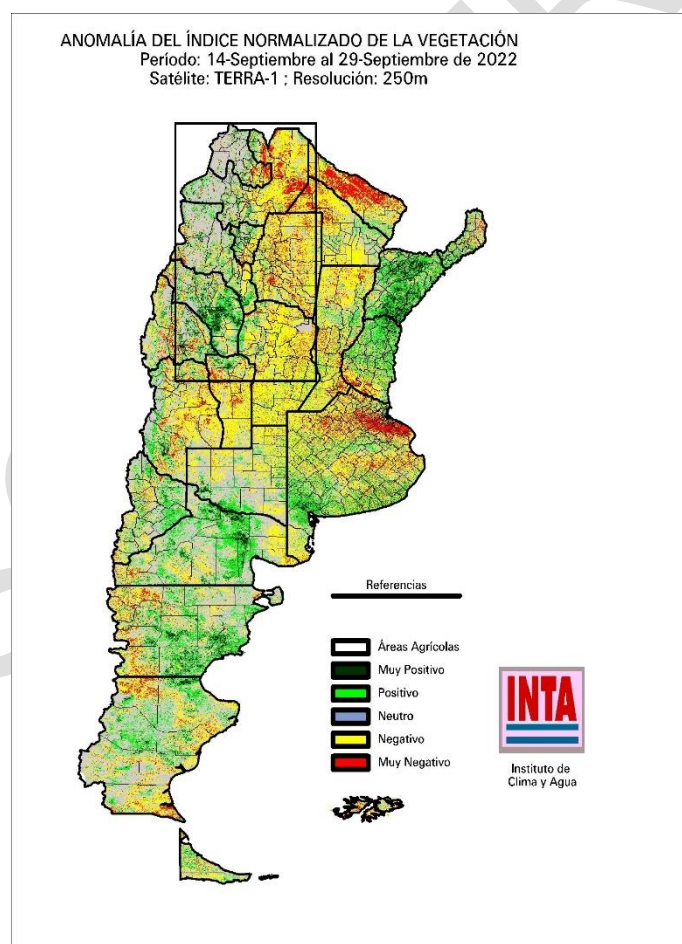 ANOMALÍA DEL ÍNDICE NORMALIZADO DE LA VEGETACIÓN
Período: 14-Septiembre al 29-Septiembre de 2022
Satélite: TERRA-1 ; Resolución: 250m
Referencias
Áreas Agrícolas
Muy Positivo
Positivo
Neutro
Negativo
Muy Negativo
INTA
Instituto de
Clima y Agua